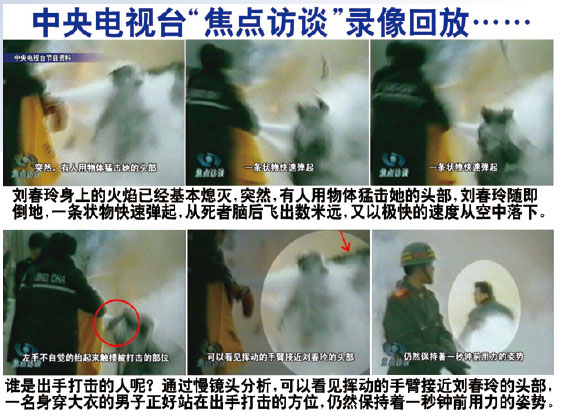 中央电视台“焦点访谈”录像回放……
中央电视台节目资料
突然，有人用物体猛击她的头部
焦点访谈
一条状物快速弹起
焦点访谈
一条状物快速弹起
焦点访谈
刘春玲身上的火焰已经基本熄灭，突然，有人用物体猛击她的头部，刘春玲随即
倒地，一条状物快速弹起，从死者脑后飞出数米远，又以极快的速度从空中落下。
左手不自觉的抬起来触摸被打击的部位
焦点访谈
可以看见挥动的手臂接近刘春玲的头部
焦点访谈
仍然保持着一秒钟前用力的姿势
焦点访谈
谁是出手打击的人呢？通过慢镜头分析，可以看见挥动的手臂接近刘春玲的头部，
一名身穿大衣的男子正好站在出手打击的方位，仍然保持着一秒钟前用力的姿势。